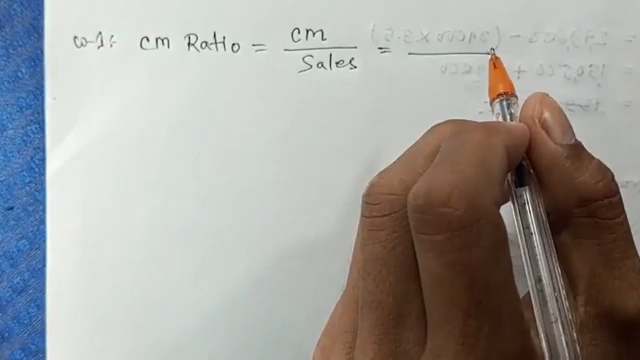 W-1: CM Ratio = CM / Sales =